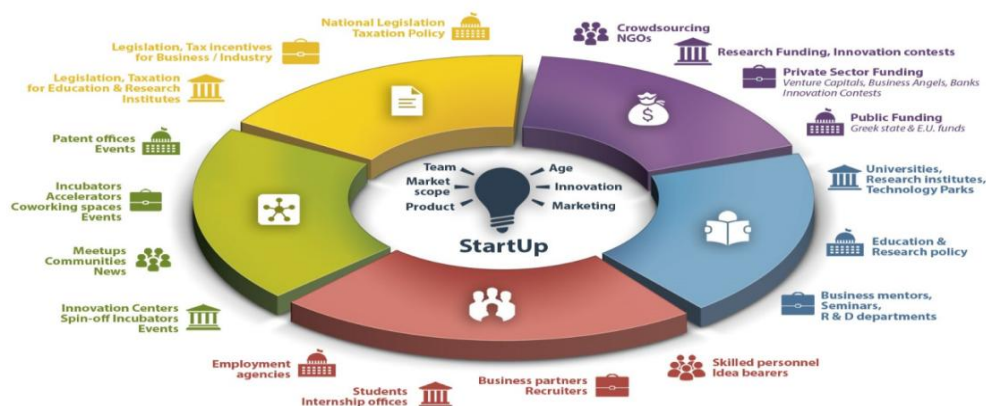 National Legislation
Taxation Policy
Legislation, Tax incentives
for Business / Industry
Legislation, Taxation
for Education & Research
Institutes
Patent offices
Events
Incubators
Accelerators
Coworking spaces
Events
Meetups
Communities
News
Innovation Centers
Spin-off Incubators
Events
Crowdsourcing
NGOs
Research Funding, Innovation contests
Private Sector Funding
Venture Capitals, Business Angels, Banks
Innovation Contests
Public Funding
Greek state & E.U. funds
Universities,
Research institutes,
Technology Parks
Education &
Research policy
Business mentors,
Seminars,
R & D departments
$
Team
Market
scope
Product
Age
Innovation
Marketing
StartUp
Employment
agencies
Students
Internship offices
Business partners
Recruiters
Skilled personnel
Idea bearers